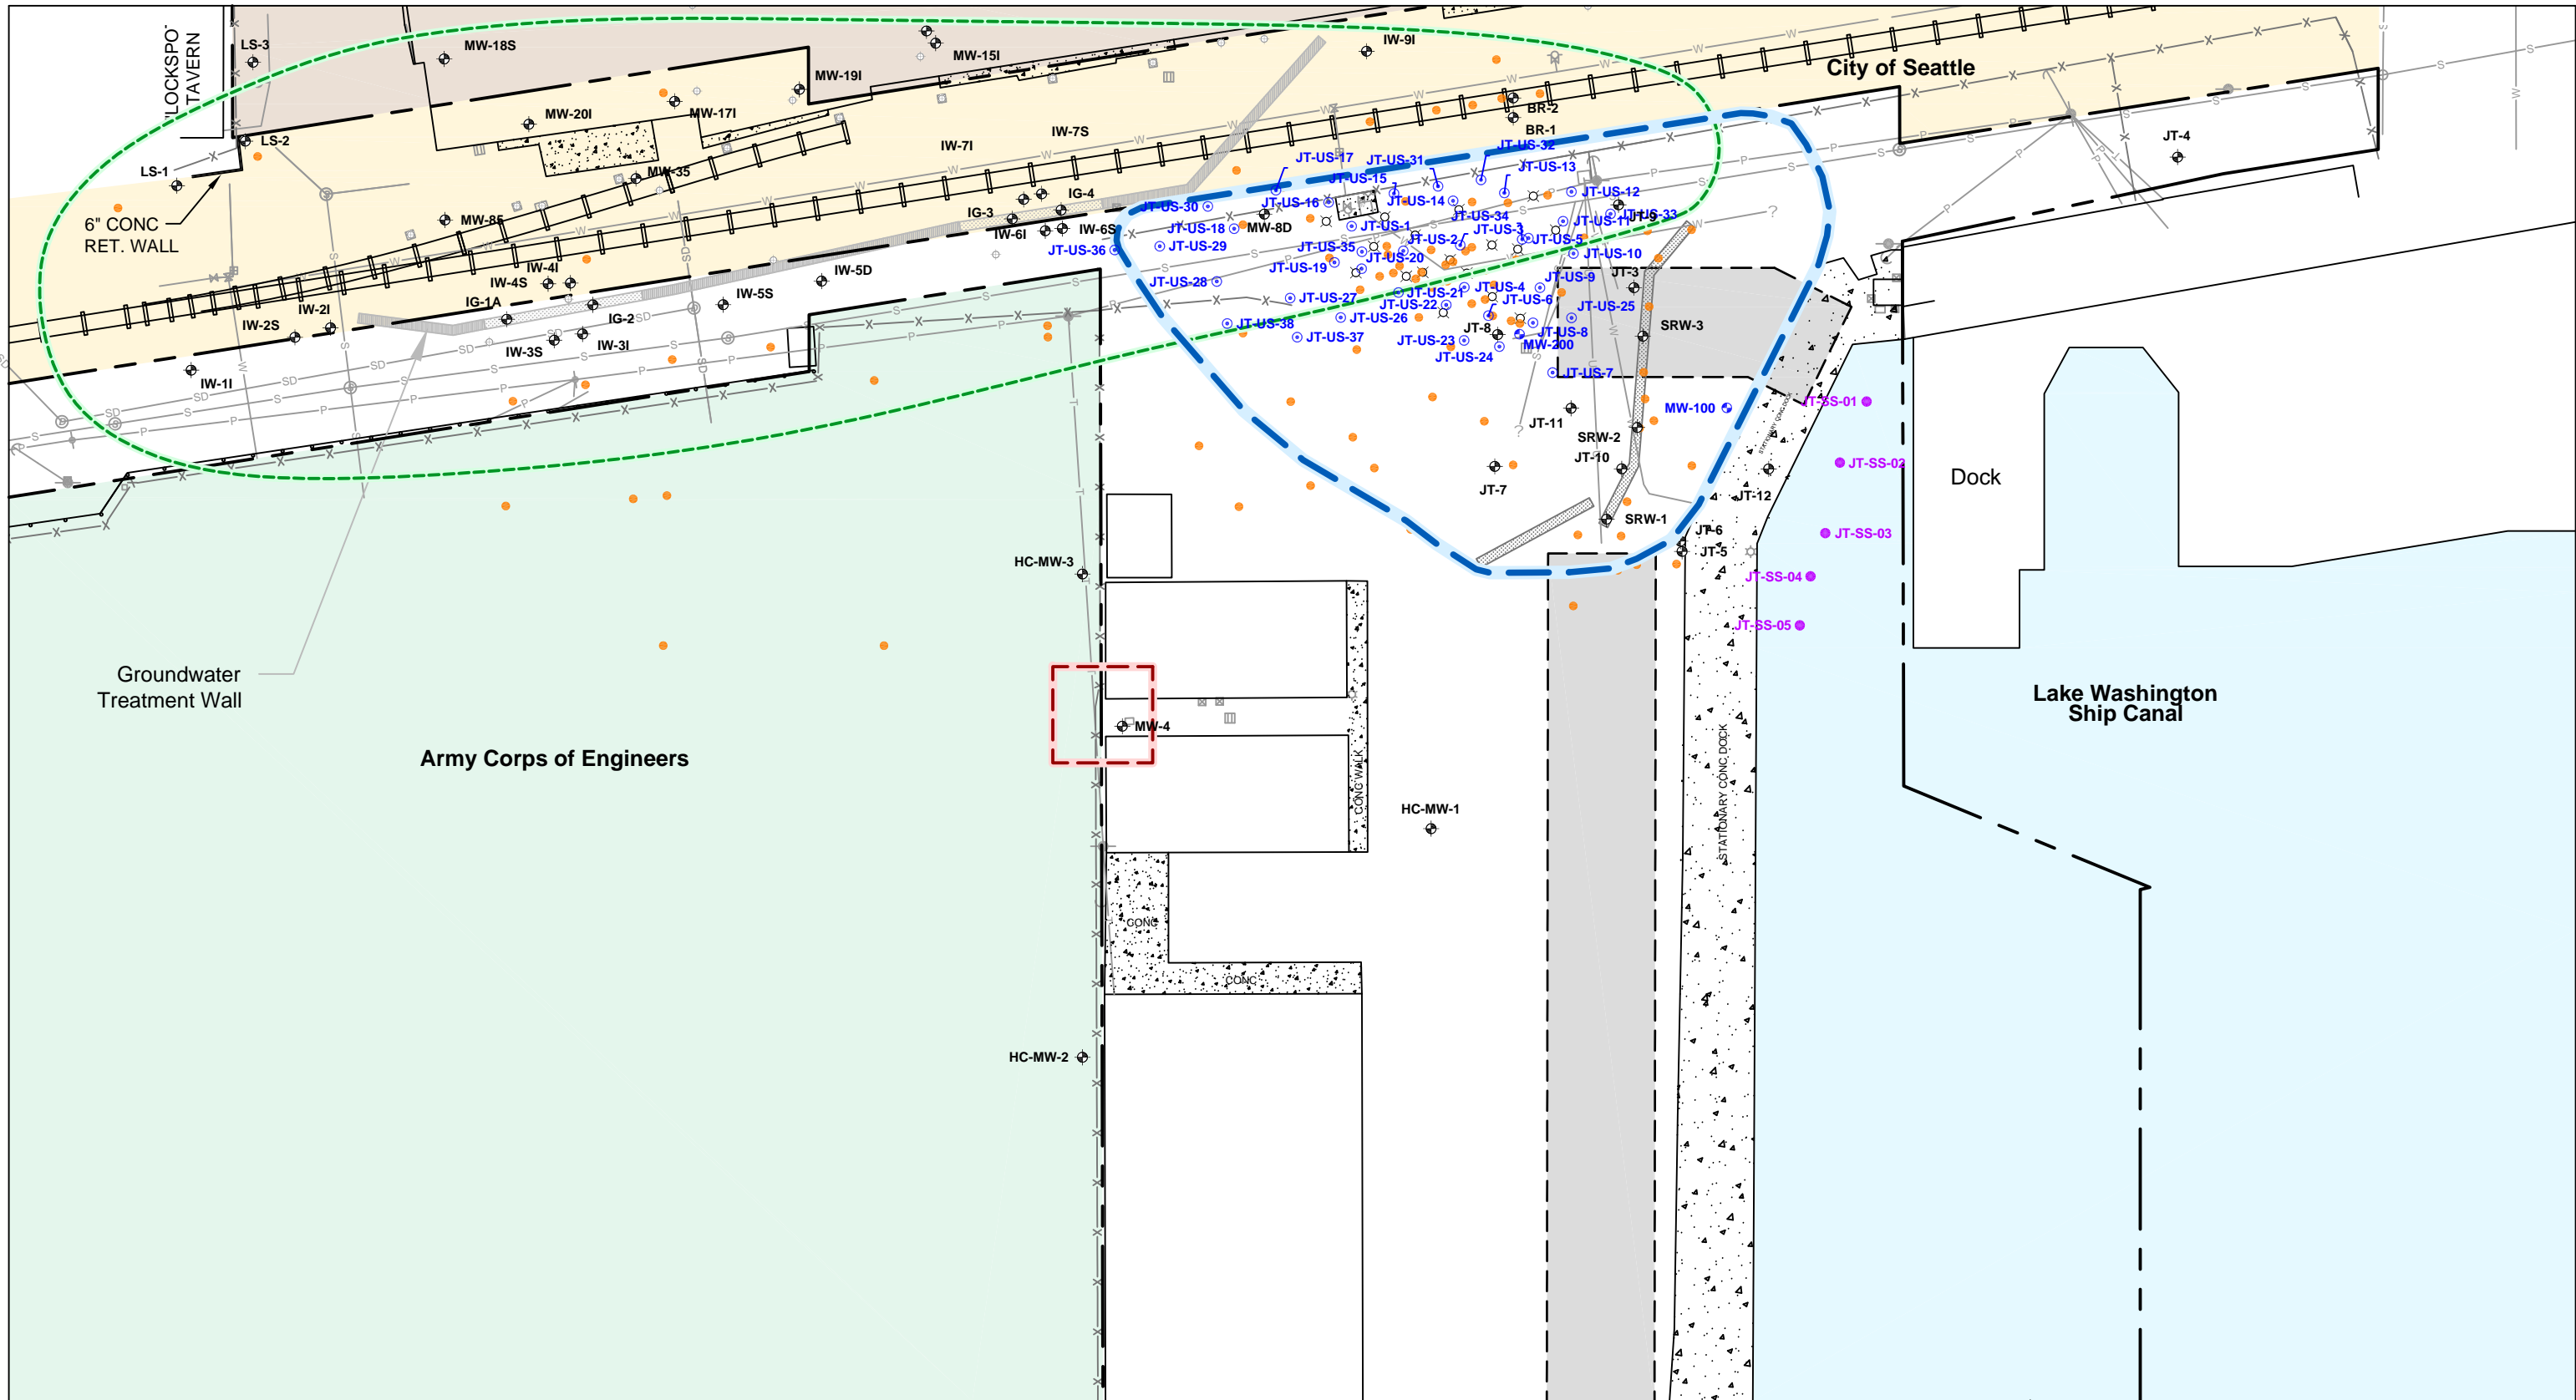 "LOCKSPO"
TAVERN
LS-3
MW-18S
MW-15I
IW-9I
City of Seattle
MW-19I
MW-20I
MW-17I
BR-2
BR-1
IW-7S
IW-7I
LS-2
LS-1
MW-35
MW-8S
JT-4
6" CONC
RET. WALL
JT-US-17
JT-US-31
JT-US-32
JT-US-15
JT-US-13
JT-US-12
JT-US-30
JT-US-16
JT-US-14
JT-US-34
JT-US-33
JT-9
IG-4
IG-3
IW-6I
IW-6S
MW-8D
JT-US-18
JT-US-1
JT-US-3
JT-US-11
JT-US-36
JT-US-29
JT-US-35
JT-US-2
JT-US-5
JT-US-10
JT-US-19
JT-US-20
JT-US-9
JT-3
JT-US-28
JT-US-27
JT-US-21
JT-US-4
JT-US-22
JT-US-6
JT-US-25
JT-US-38
JT-US-26
JT-8
JT-US-8
SRW-3
JT-US-37
JT-US-23
MW-200
JT-US-24
JT-US-7
IW-4I
IW-4S
IW-5D
IW-5S
IG-1A
IG-2
IW-2I
IW-2S
IW-3S
IW-3I
IW-1I
MW-100
JT-11
SRW-2
JT-10
JT-7
JT-12
SRW-1
JT-6
JT-5
STATIONARY CONC DOCK
JT-SS-01
JT-SS-02
JT-SS-03
JT-SS-04
JT-SS-05
Dock
HC-MW-3
Groundwater
Treatment Wall
Army Corps of Engineers
MW-4
CONC WALK
HC-MW-1
STATIONARY CONC DOCK
Lake Washington
Ship Canal
CONC
CONC
HC-MW-2